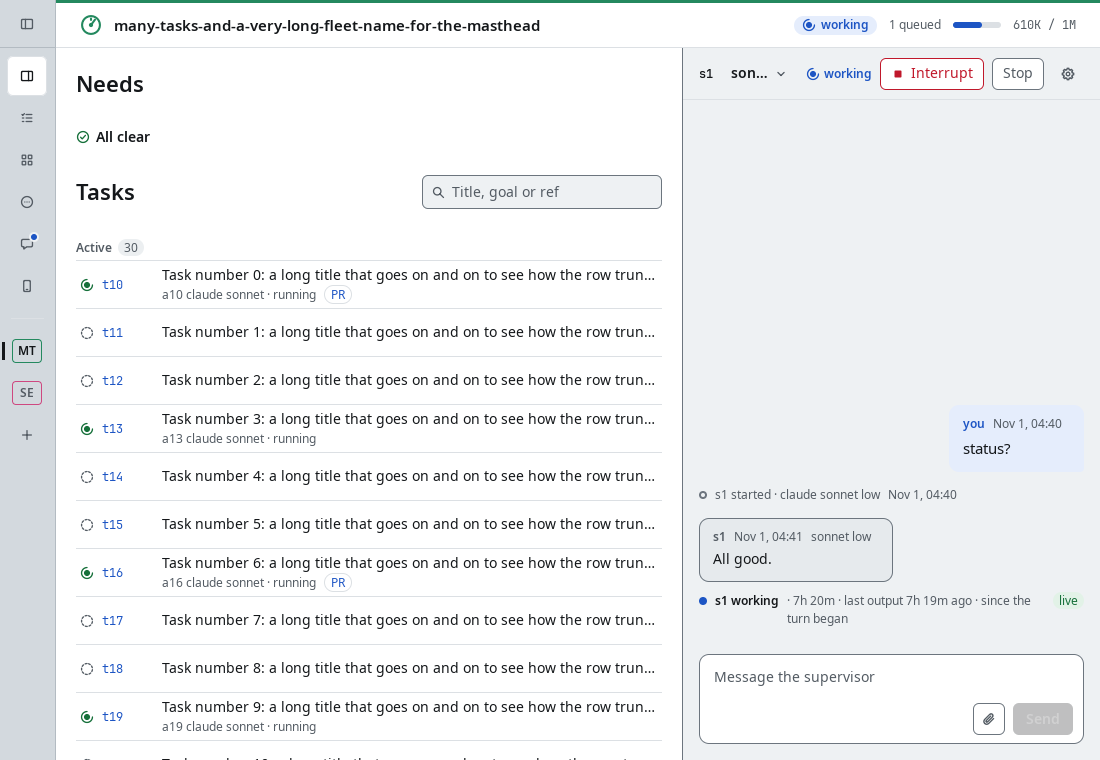 many-tasks-and-a-very-long-fleet-name-for-the-masthead
working
1 queued
610K / 1M
Needs
All clear
Tasks
Title, goal or ref
Active 30
t10
Task number 0: a long title that goes on and on to see how the row trun...
a10 claude sonnet · running PR
t11
Task number 1: a long title that goes on and on to see how the row trun...
t12
Task number 2: a long title that goes on and on to see how the row trun...
t13
Task number 3: a long title that goes on and on to see how the row trun...
a13 claude sonnet · running
t14
Task number 4: a long title that goes on and on to see how the row trun...
t15
Task number 5: a long title that goes on and on to see how the row trun...
t16
Task number 6: a long title that goes on and on to see how the row trun...
a16 claude sonnet · running PR
t17
Task number 7: a long title that goes on and on to see how the row trun...
t18
Task number 8: a long title that goes on and on to see how the row trun...
t19
Task number 9: a long title that goes on and on to see how the row trun...
a19 claude sonnet · running
MT
SE
s1 son... working Interrupt Stop
you Nov 1, 04:40
status?
s1 started · claude sonnet low Nov 1, 04:40
s1 Nov 1, 04:41 sonnet low
All good.
s1 working · 7h 20m · last output 7h 19m ago · since the
turn began
live
Message the supervisor
Send